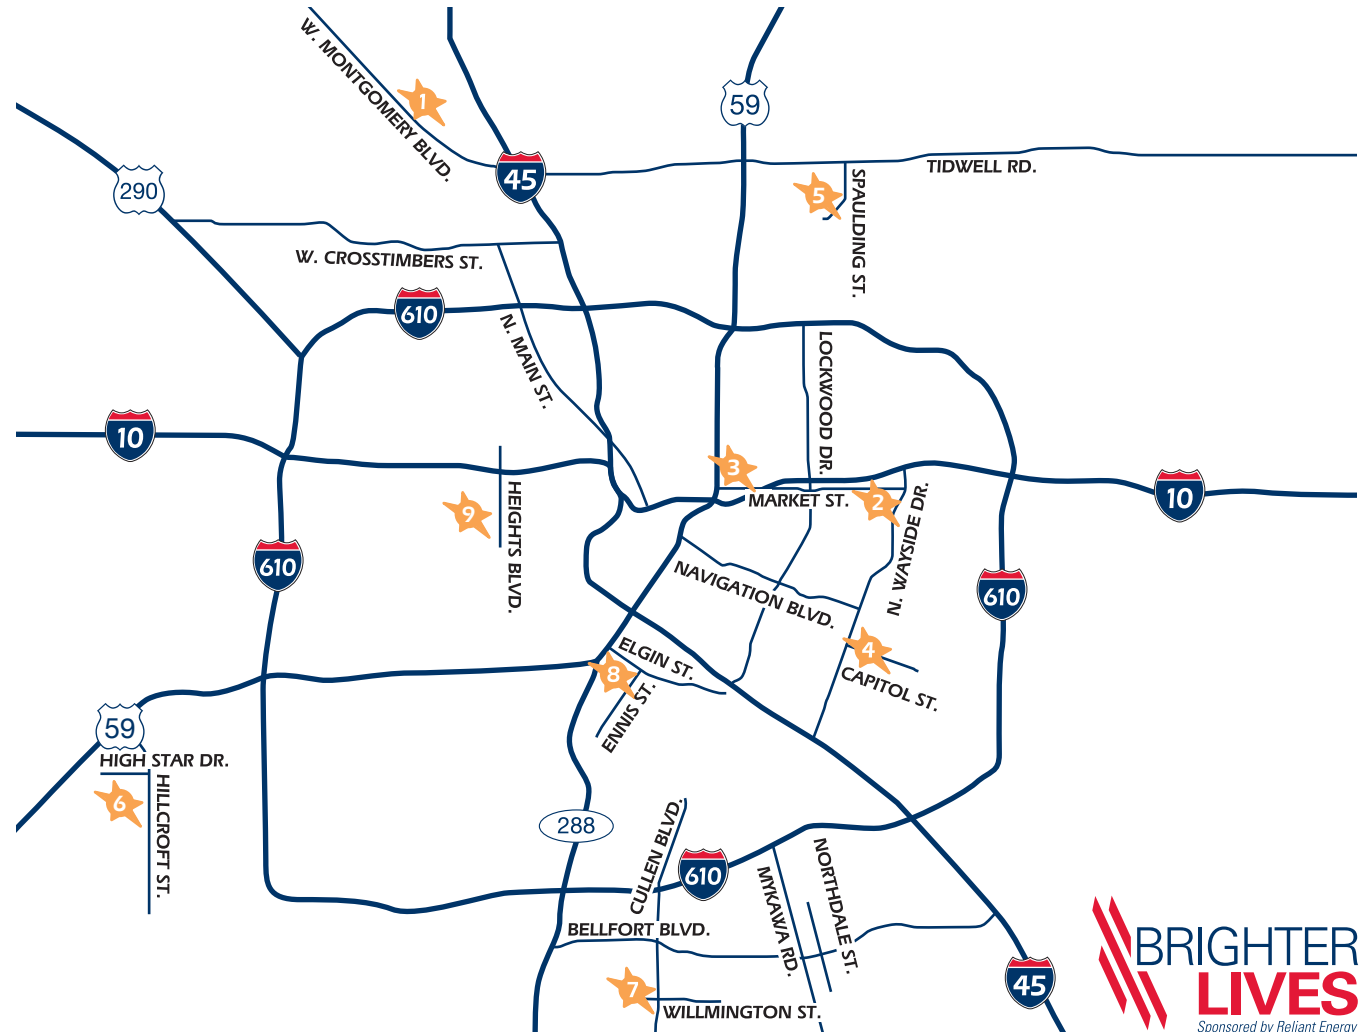 W. MONTGOMERY BLVD.
1
59
45
TIDWELL RD.
290
5
SPAULDING ST.
W. CROSSTIMBERS ST.
610
N. MAIN ST.
LOCKWOOD DR.
10
3
MARKET ST.
2
10
HEIGHTS BLVD.
9
N. WAYSIDE DR.
610
NAVIGATION BLVD.
610
ELGIN ST.
4
CAPITOL ST.
8
ENNIS ST.
59
HIGH STAR DR.
6
HILLCROFT ST.
288
CULLEN BLVD.
610
MYKAWA RD.
NORTHDALE ST.
BELLFORT BLVD.
7
WILLMINGTON ST.
45
BRIGHTER
LIVES
Sponsored by Reliant Energy